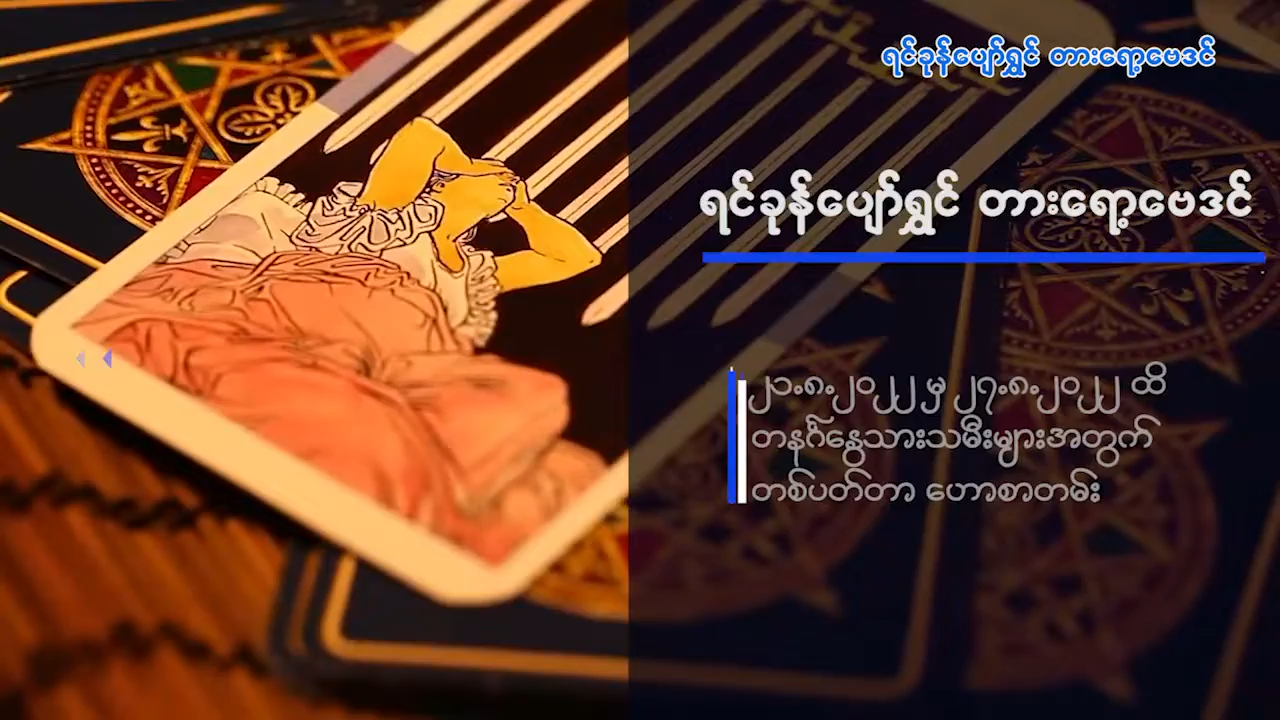 ရင်ခုန်ပျော်ရွှင် တားရော့ဗေဒင်
ရင်ခုန်ပျော်ရွှင် တားရော့ဗေဒင်
၂၁.၈.၂၀၂၂ မှ ၂၇.၈.၂၀၂၂ ထိ
တနင်္ဂနွေသားသမီးများအတွက်
တစ်ပတ်တာ ဟောစာတမ်း